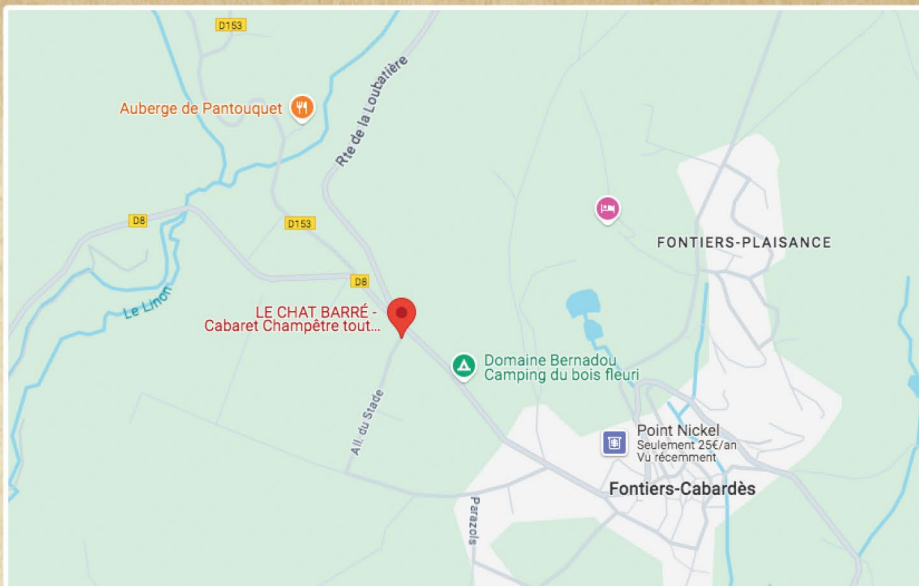 D153
Auberge de Pantouquet
Rte de la Loubatière
D8
D153
FONTIERS-PLAISANCE
D8
Le Linon
LE CHAT BARRÉ -
Cabaret Champêtre tout...
Domaine Bernadou
Camping du bois fleuri
All. du Stade
Point Nickel
Seulement 25€/an
Vu récemment
Fontiers-Cabardès
Parazols